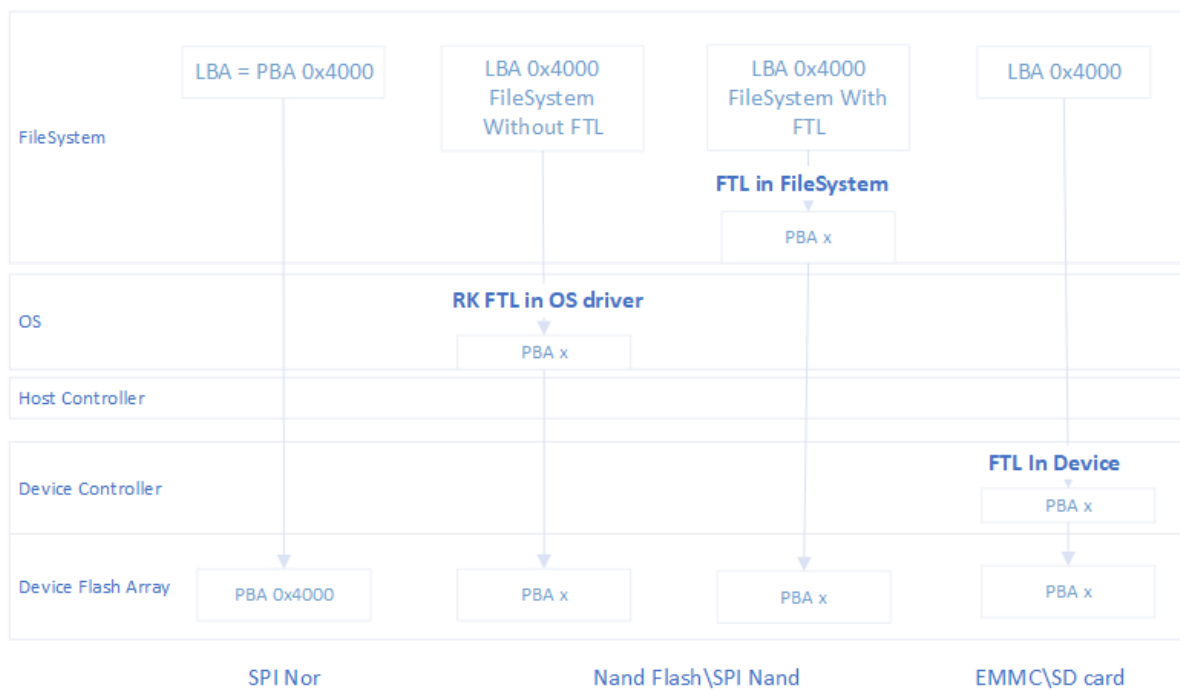 LBA = PBA 0x4000
LBA 0x4000
FileSystem
Without FTL
LBA 0x4000
FileSystem With
FTL
LBA 0x4000
FileSystem
FTL in FileSystem
PBA x
RK FTL in OS driver
OS
PBA x
Host Controller
FTL In Device
Device Controller
PBA x
Device Flash Array
PBA 0x4000
PBA x
PBA x
PBA x
SPI Nor
Nand Flash\SPI Nand
EMMC\SD card